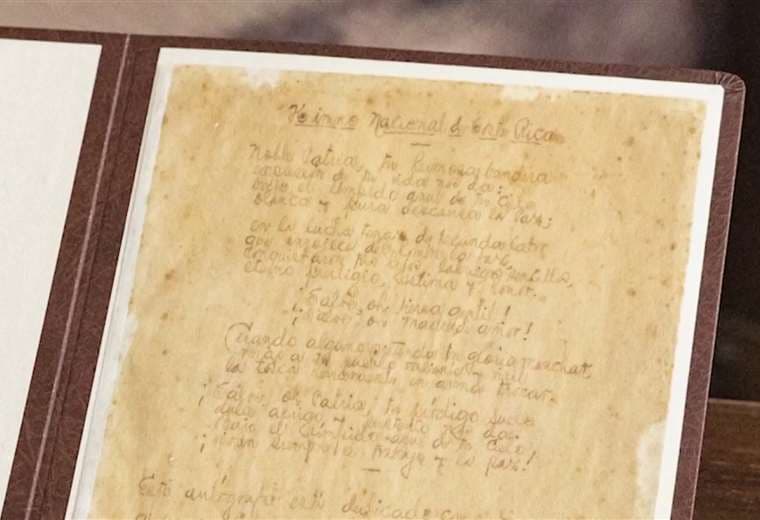 Himno Nacional de Costa Rica
Noble Patria, tu hermosa bandera
expresión de tu vida nos da:
bajo el límpido azul de tu cielo
blanca y pura descansa la paz;
En la lucha tenaz de fecunda labor
que enrojece del hombre la faz,
conquistaron tus hijos, labriegos sencillos,
eterno prestigio, estima y honor.
¡Salve, oh tierra gentil!
¡Salve, oh madre de amor!
Cuando alguno pretenda tu gloria manchar,
verás a tu pueblo valiente y viril
la tosca herramienta en arma trocar.
¡Salve, oh Patria, tu pródigo suelo
dulce abrigo y sustento nos da;
bajo el límpido azul de tu cielo
¡vivan siempre el trabajo y la paz!
Este autógrafo está dedicado